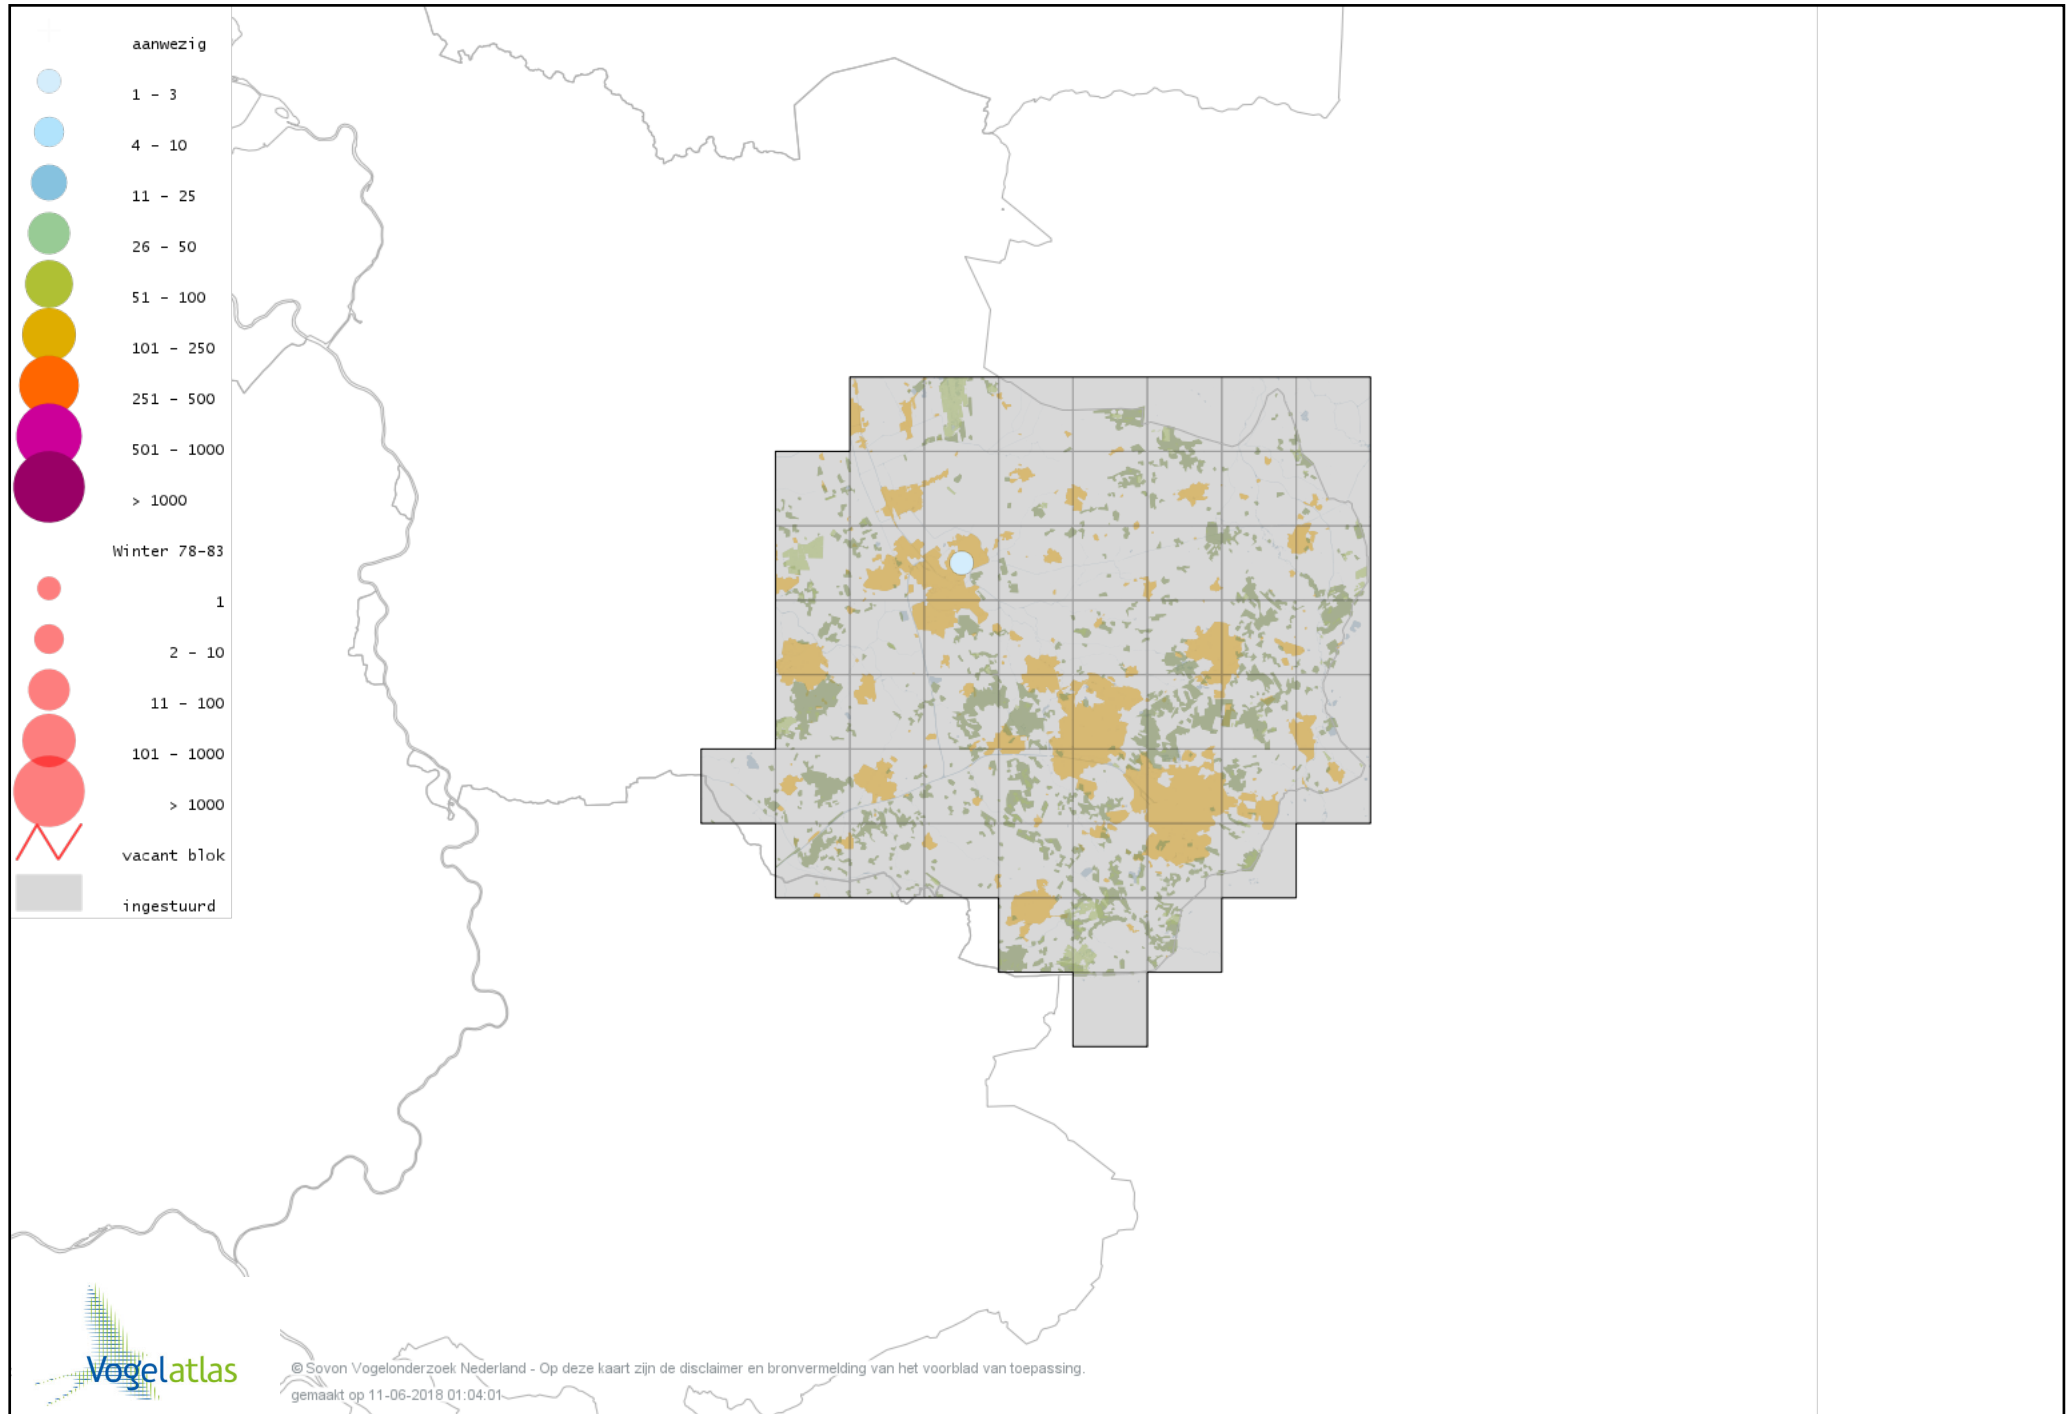 aanwezig
1 - 3
4 - 10
11 - 25
26 - 50
51 - 100
101 - 250
251 - 500
501 - 1000
> 1000
Winter 78-83
1
2 - 10
11 - 100
101 - 1000
> 1000
vacant blok
ingestuurd
Vogelatlas
© Sovon Vogelonderzoek Nederland - Op deze kaart zijn de disclaimer en bronvermelding van het voorblad van toepassing.
gemaakt op 11-06-2018 01:04:01